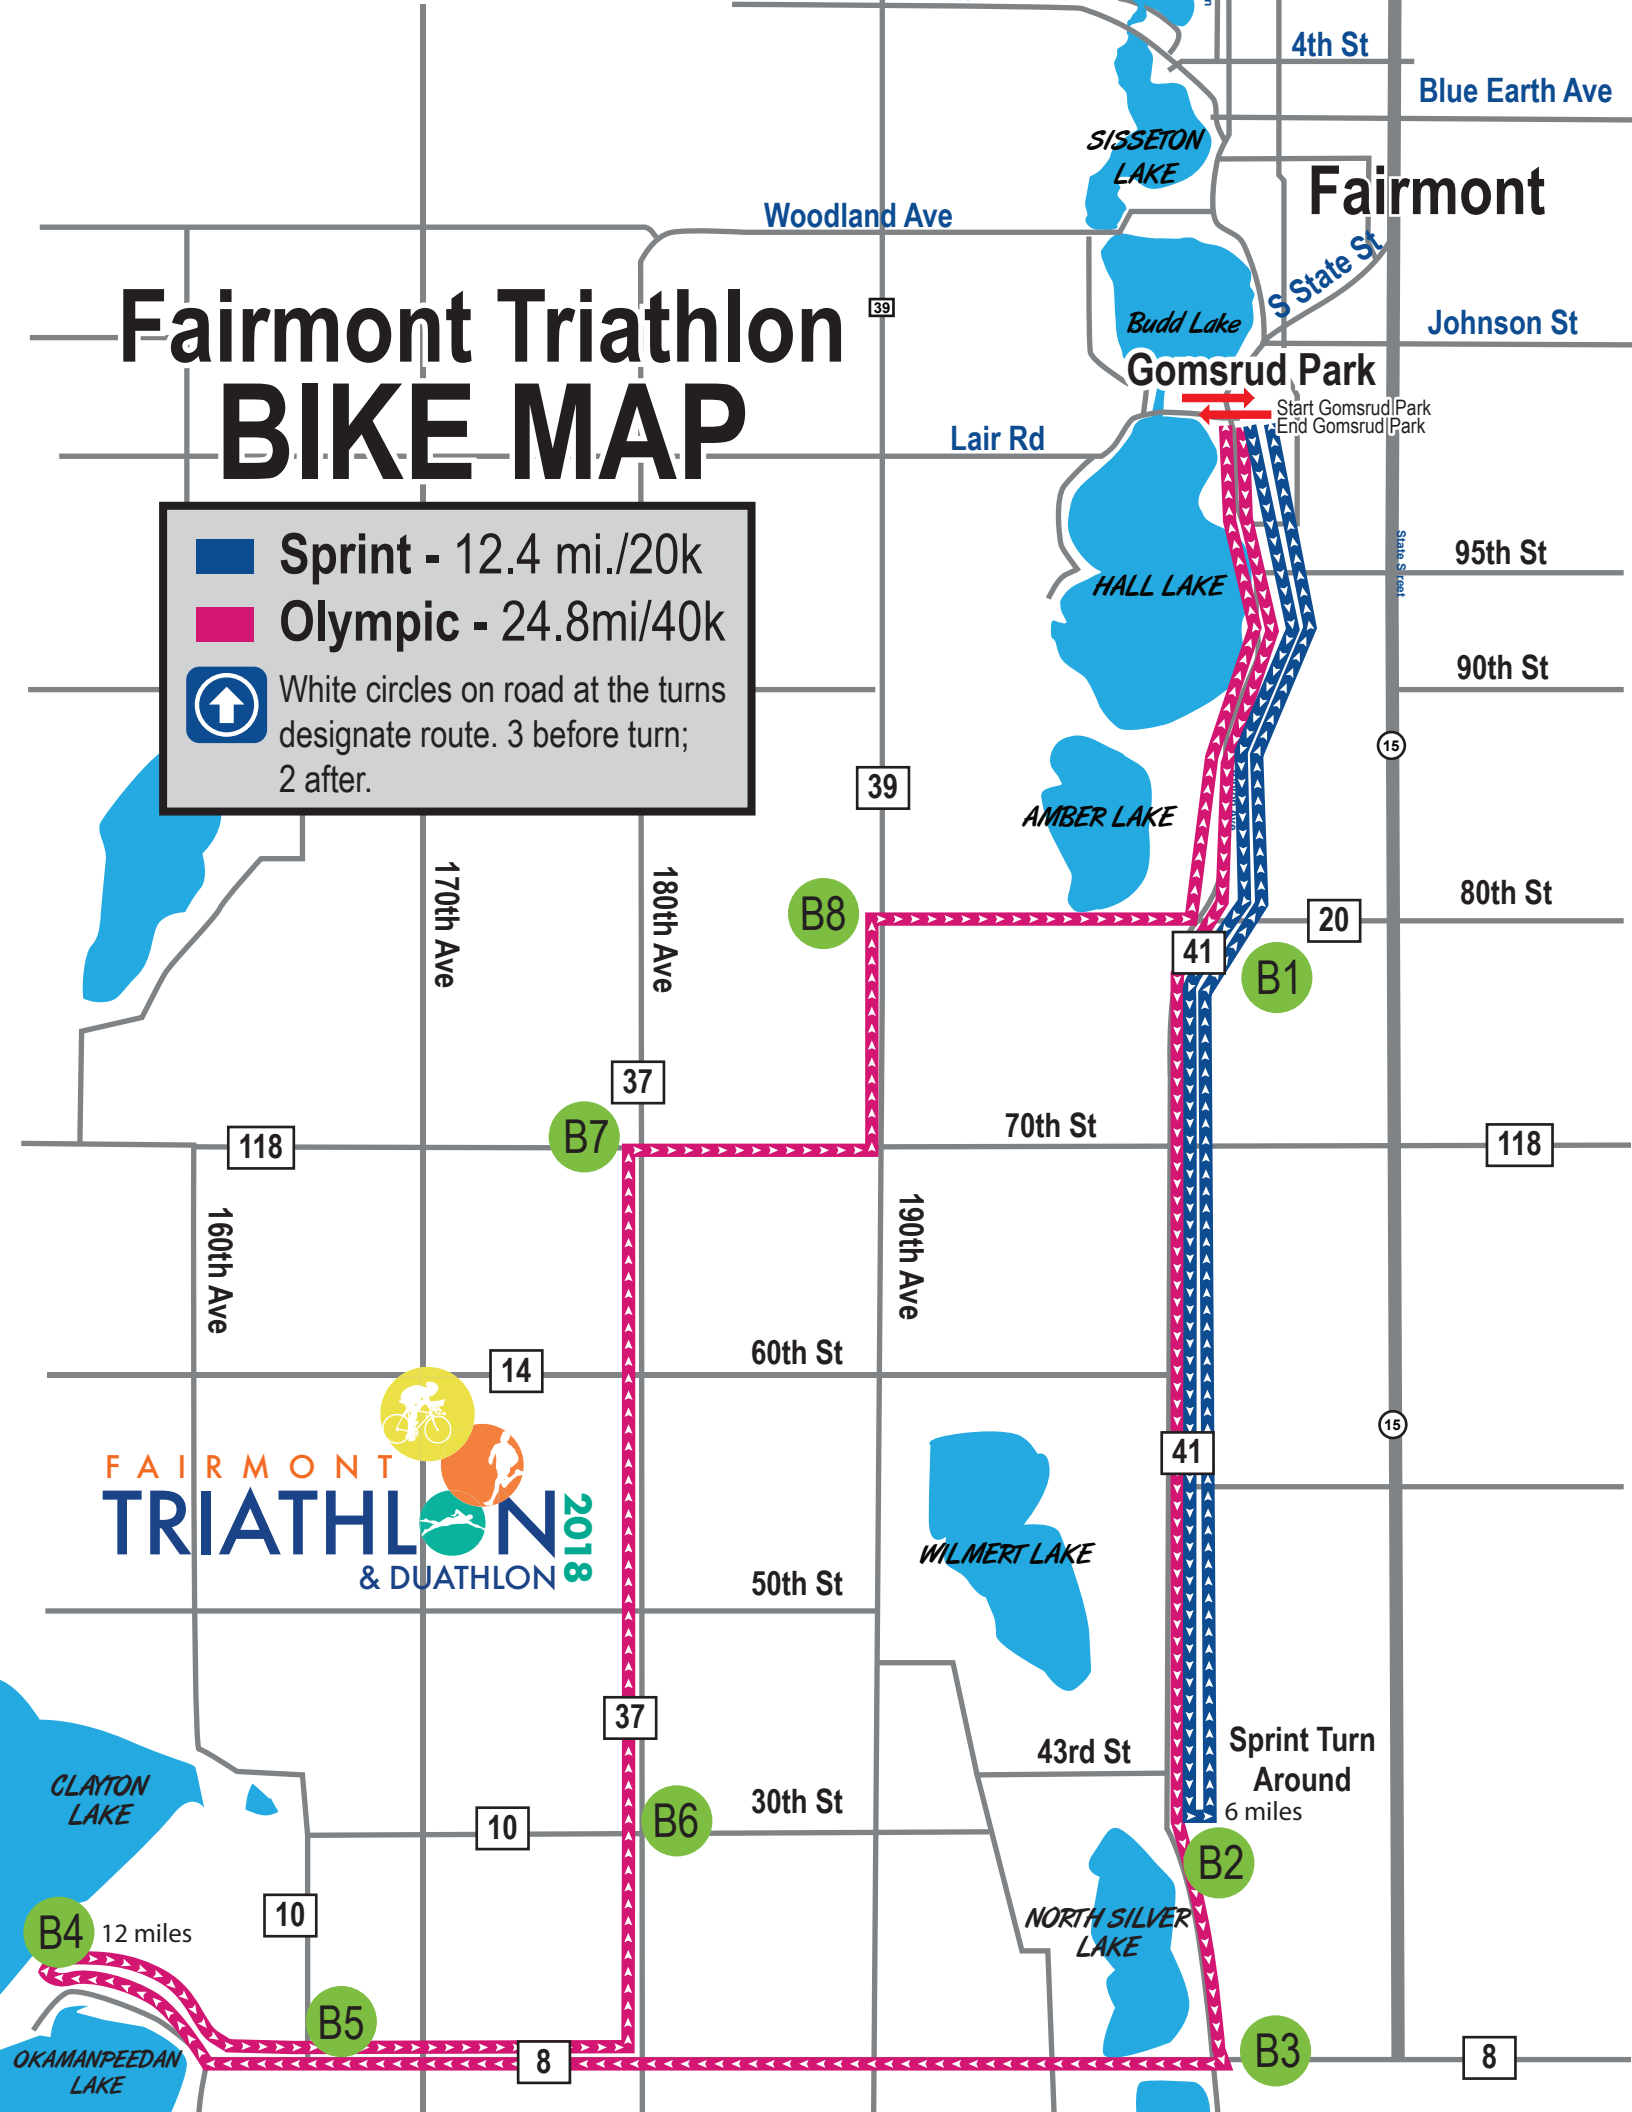 4th St
Blue Earth Ave
SISSETON
LAKE
Fairmont
Woodland Ave
S State St
Fairmont Triathlon
BIKE MAP
39
Budd Lake
Johnson St
Gomsrud Park
Start Gomsrud Park
End Gomsrud Park
Lair Rd
Sprint - 12.4 mi./20k
Olympic - 24.8mi/40k
White circles on road at the turns
designate route. 3 before turn;
2 after.
HALL LAKE
95th St
90th St
15
39
AMBER LAKE
170th Ave
180th Ave
B8
80th St
20
41
B1
37
B7
118
70th St
118
160th Ave
190th Ave
60th St
14
15
41
FAIRMONT
TRIATHLON
& DUATHLON
2018
WILMERT LAKE
50th St
37
Sprint Turn
Around
6 miles
43rd St
CLAYTON
LAKE
30th St
10
B6
B2
10
B4
12 miles
NORTH SILVER
LAKE
B5
B3
8
8
OKAMANPEEDAN
LAKE